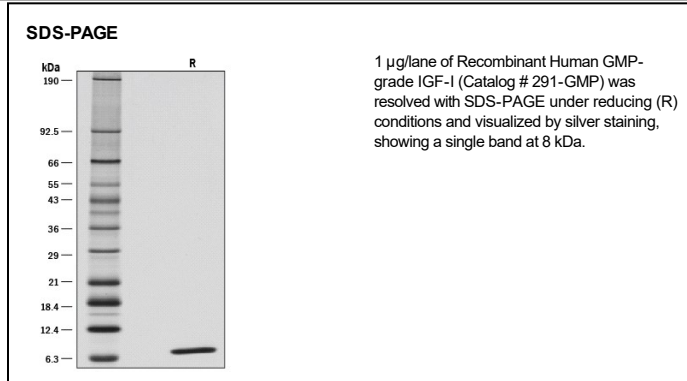 SDS-PAGE
kDa
R
190
92.5
66
55
43
36
29
21
18.4
12.4
6.3
1 µg/lane of Recombinant Human GMP-
grade IGF-I (Catalog # 291-GMP) was
resolved with SDS-PAGE under reducing (R)
conditions and visualized by silver staining,
showing a single band at 8 kDa.